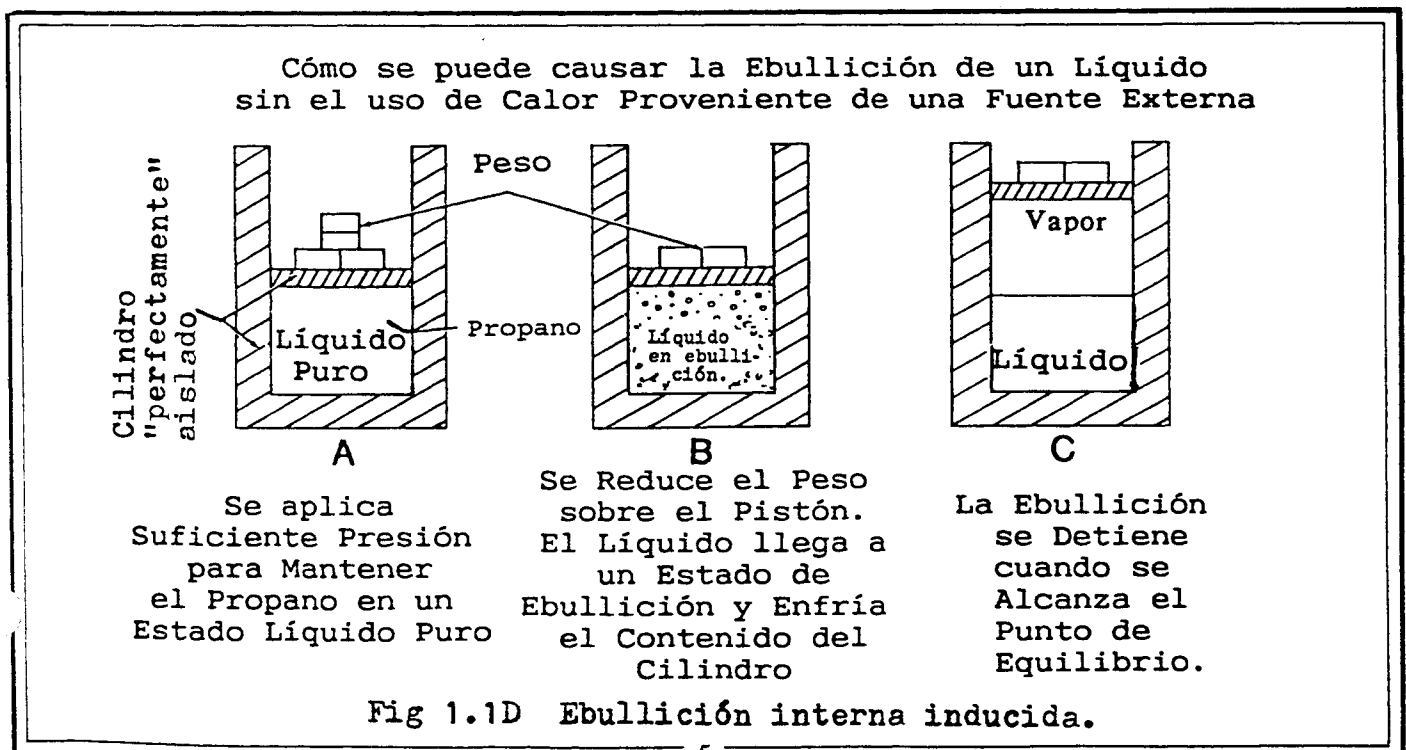 Cómo se puede causar la Ebullición de un Líquido
sin el uso de Calor Proveniente de una Fuente Externa
Cilindro
"perfectamente"
aislado
Peso
Líquido
Puro
Propano
Líquido
en ebulli-
ción.
Vapor
Líquido
A
B
C
Se aplica
Suficiente Presión
para Mantener
el Propano en un
Estado Líquido Puro
Se Reduce el Peso
sobre el Pistón.
El Líquido llega a
un Estado de
Ebullición y Enfría
el Contenido del
Cilindro
La Ebullición
se Detiene
cuando se
Alcanza el
Punto de
Equilibrio.
Fig 1.1D Ebullición interna inducida.